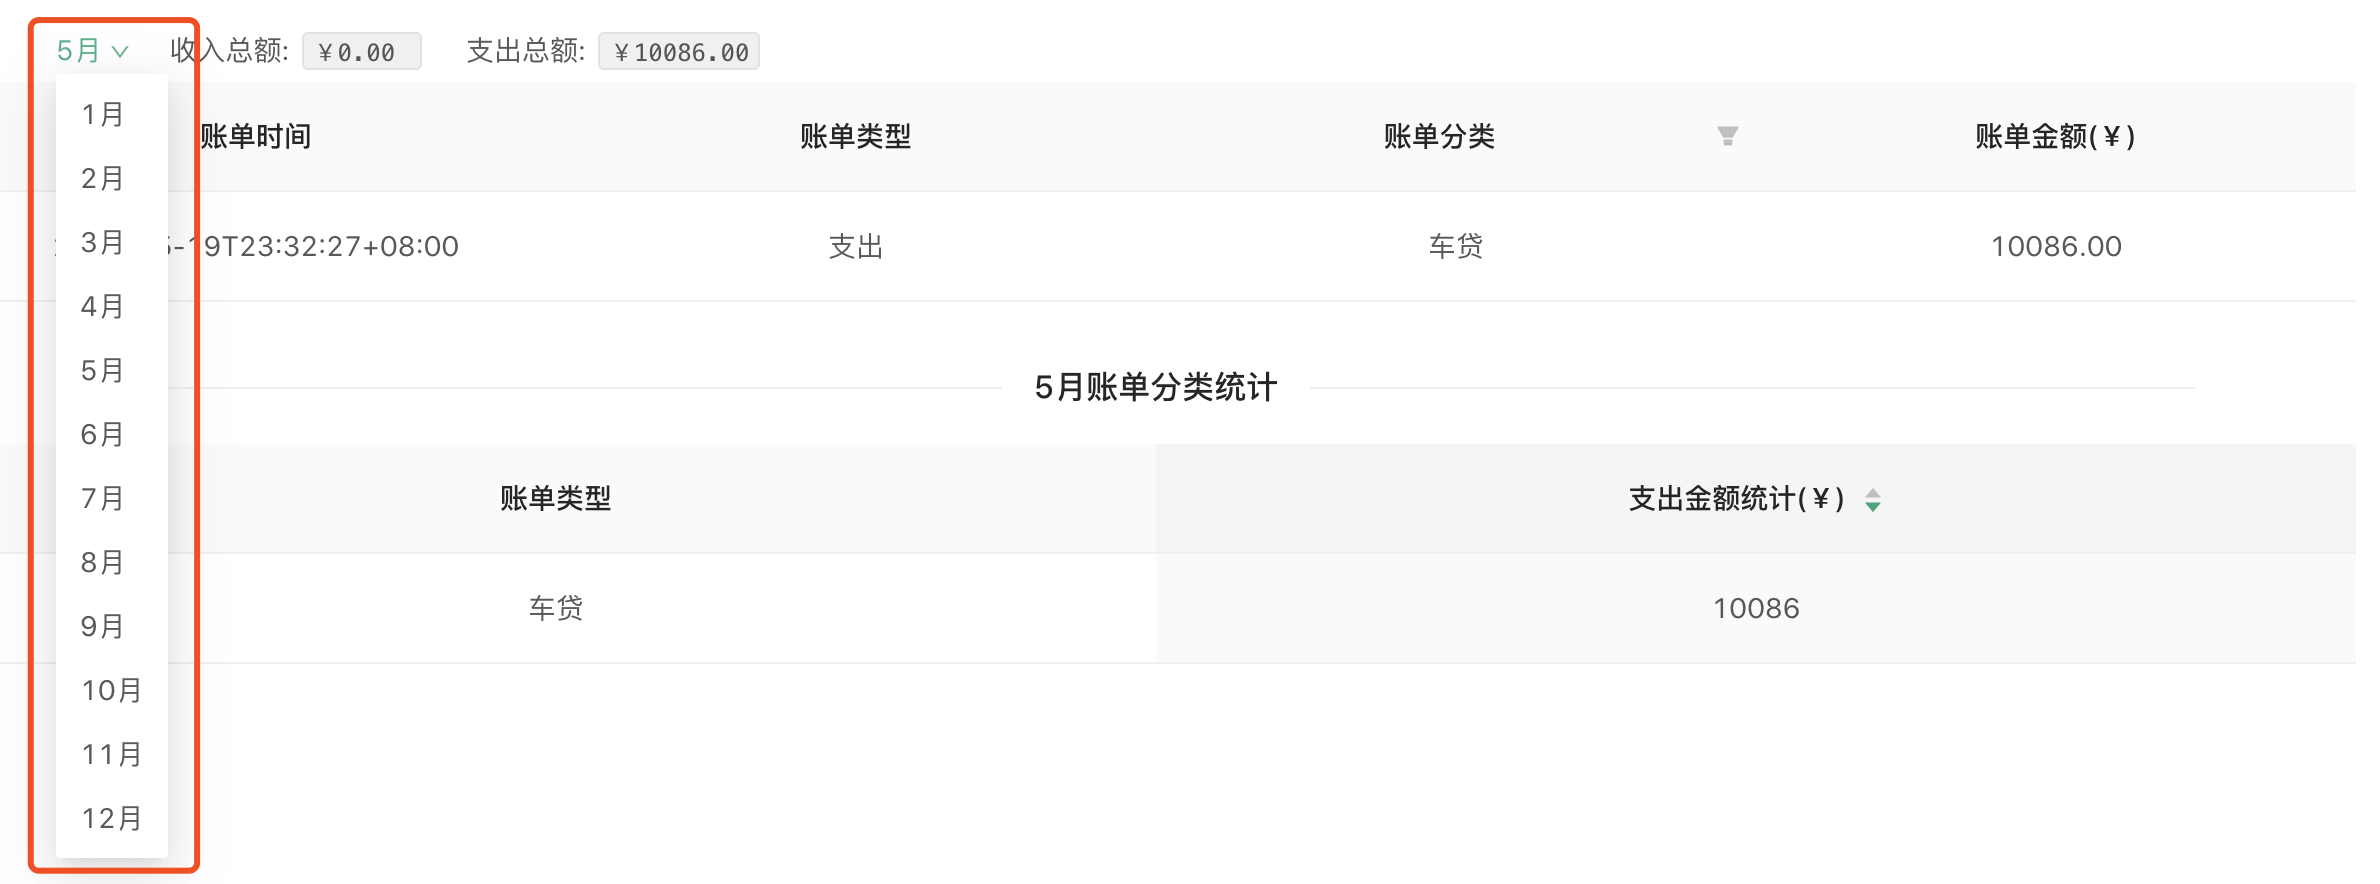 5月 收入总额: ¥0.00 支出总额: ¥10086.00
1月
2月
3月
4月
5月
6月
7月
8月
9月
10月
11月
12月
账单时间 账单类型 账单分类 账单金额(¥)
5-19T23:32:27+08:00 支出 车贷 10086.00
5月账单分类统计
账单类型 支出金额统计(¥)
车贷 10086